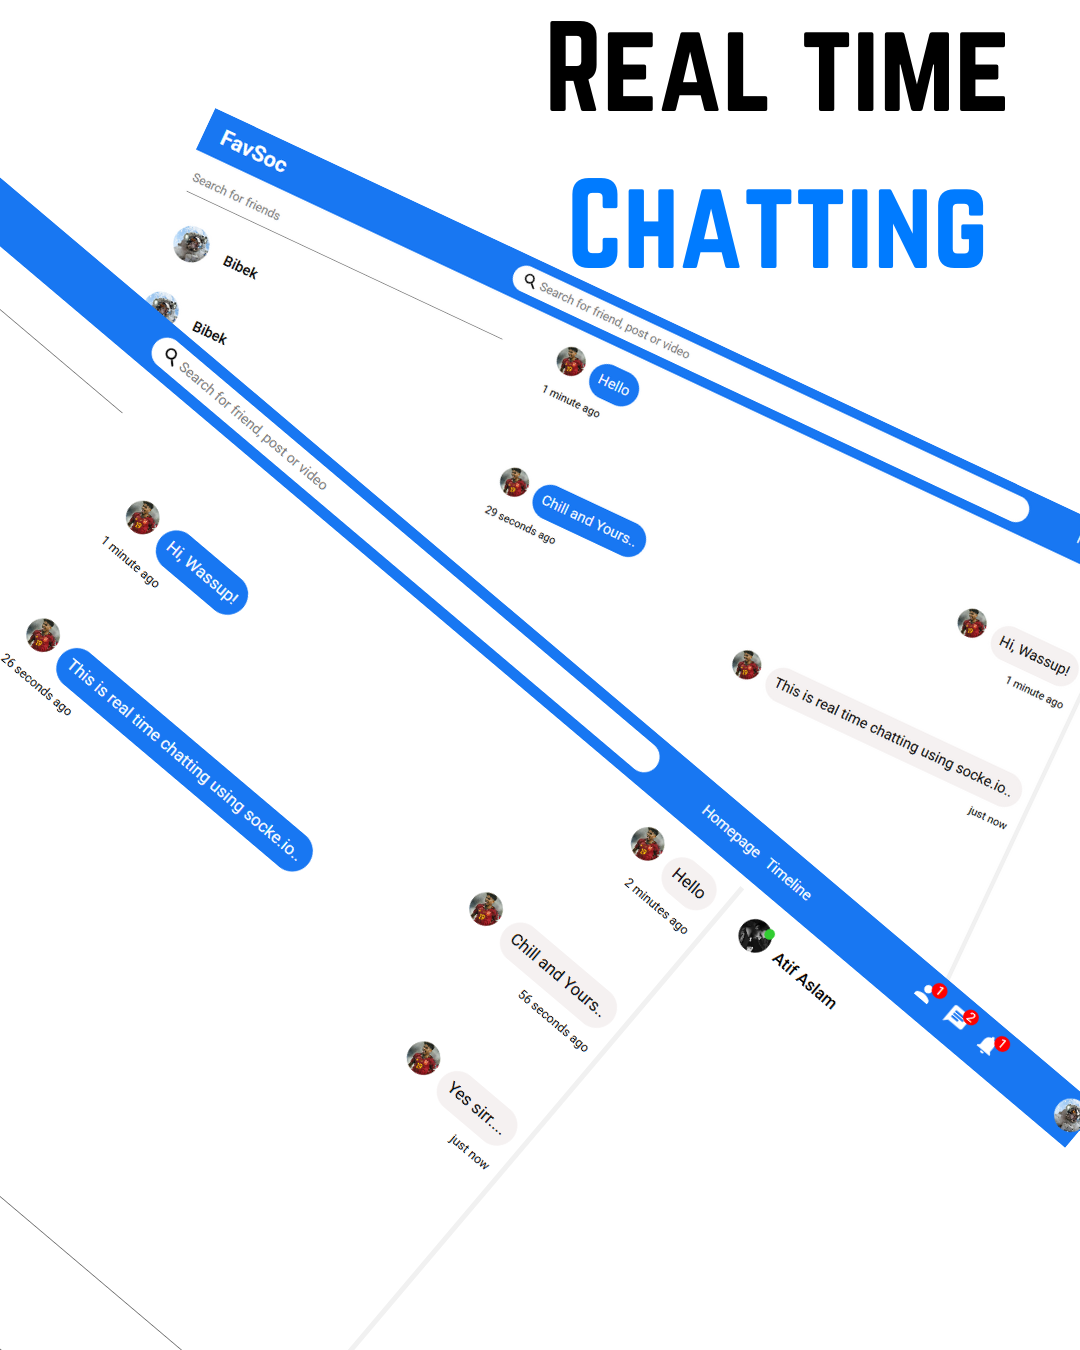 Real time
Chatting
FavSoc
Search for friends
Bibek
Bibek
Search for friend, post or video
Hello
1 minute ago
Chill and Yours..
29 seconds ago
Hi, Wassup!
1 minute ago
This is real time chatting using socke.io..
just now
Search for friend, post or video
Homepage Timeline
1
2
1
Hi, Wassup!
1 minute ago
This is real time chatting using socke.io..
26 seconds ago
Hello
2 minutes ago
Chill and Yours..
56 seconds ago
Yes sirr....
just now
Atif Aslam